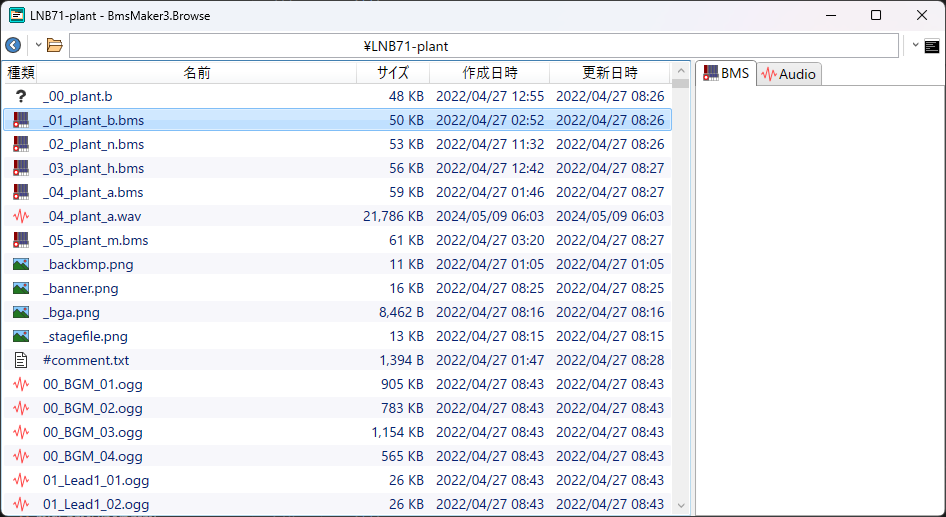 LNB71-plant - BmsMaker3.Browse
¥LNB71-plant
種類 名前 サイズ 作成日時 更新日時
? _00_plant.b 48 KB 2022/04/27 12:55 2022/04/27 08:26
_01_plant_b.bms 50 KB 2022/04/27 02:52 2022/04/27 08:26
_02_plant_n.bms 53 KB 2022/04/27 11:32 2022/04/27 08:26
_03_plant_h.bms 56 KB 2022/04/27 12:42 2022/04/27 08:27
_04_plant_a.bms 59 KB 2022/04/27 01:46 2022/04/27 08:27
_04_plant_a.wav 21,786 KB 2024/05/09 06:03 2024/05/09 06:03
_05_plant_m.bms 61 KB 2022/04/27 03:20 2022/04/27 08:27
_backbmp.png 11 KB 2022/04/27 01:05 2022/04/27 01:05
_banner.png 16 KB 2022/04/27 08:25 2022/04/27 08:25
_bga.png 8,462 B 2022/04/27 08:16 2022/04/27 08:16
_stagefile.png 13 KB 2022/04/27 08:15 2022/04/27 08:15
#comment.txt 1,394 B 2022/04/27 01:47 2022/04/27 08:28
00_BGM_01.ogg 905 KB 2022/04/27 08:43 2022/04/27 08:43
00_BGM_02.ogg 783 KB 2022/04/27 08:43 2022/04/27 08:43
00_BGM_03.ogg 1,154 KB 2022/04/27 08:43 2022/04/27 08:43
00_BGM_04.ogg 565 KB 2022/04/27 08:43 2022/04/27 08:43
01_Lead1_01.ogg 26 KB 2022/04/27 08:43 2022/04/27 08:43
01_Lead1_02.ogg 26 KB 2022/04/27 08:43 2022/04/27 08:43
BMS Audio